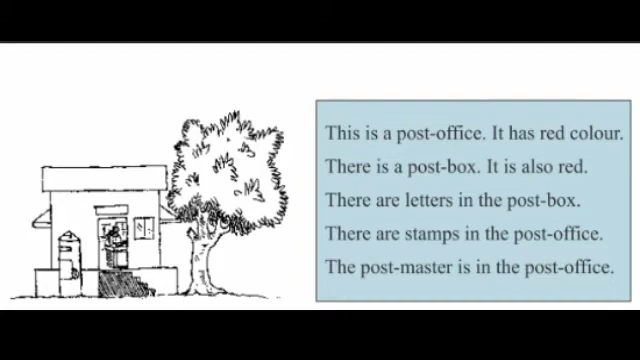 This is a post-office. It has red colour.
There is a post-box. It is also red.
There are letters in the post-box.
There are stamps in the post-office.
The post-master is in the post-office.